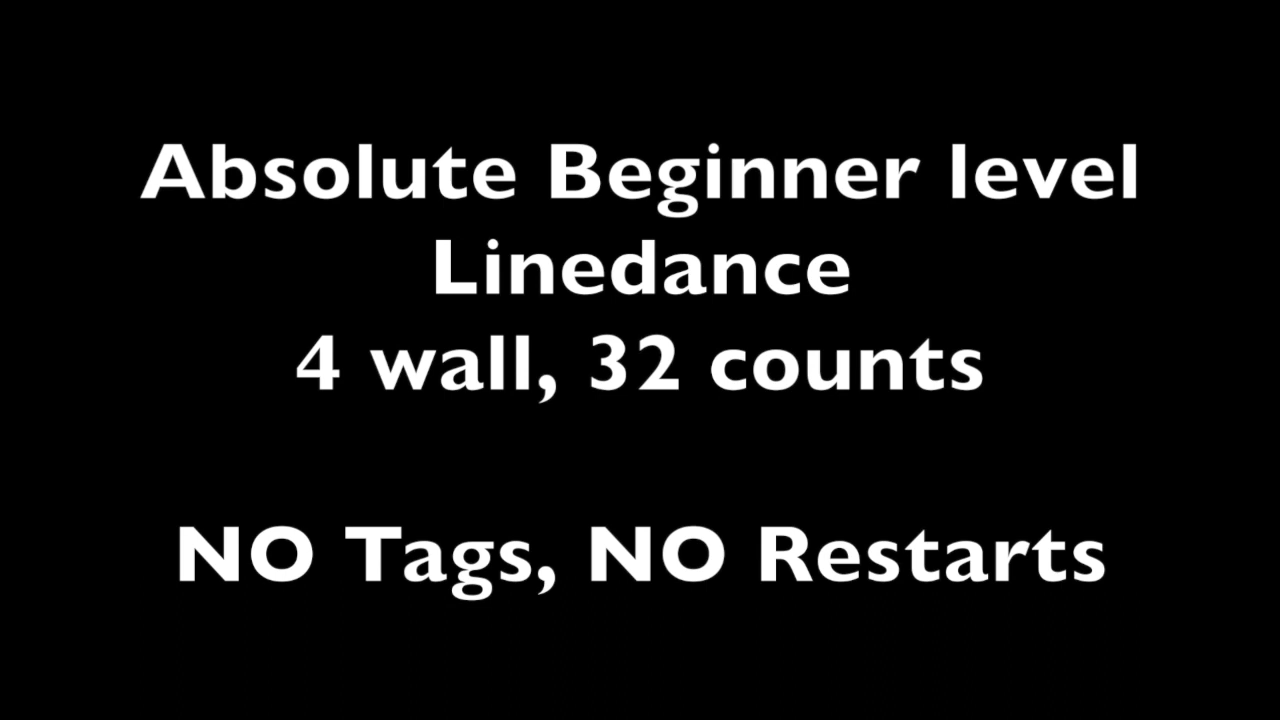 Absolute Beginner level
Linedance
4 wall, 32 counts
NO Tags, NO Restarts